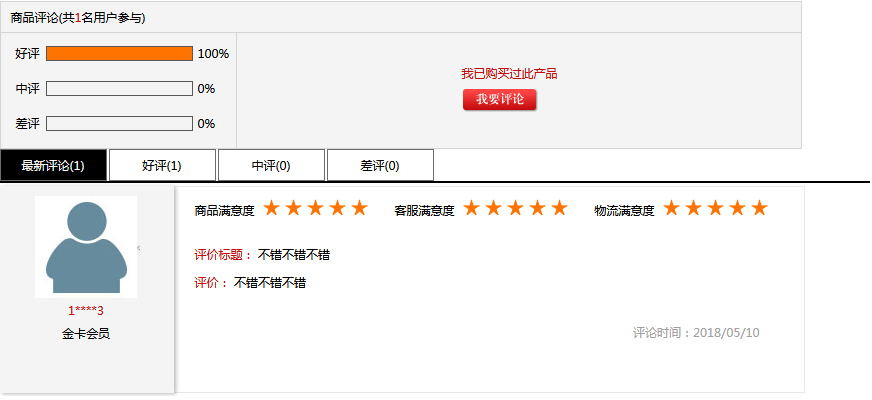 商品评论(共1名用户参与)
好评 100%
中评 0%
差评 0%
我已购买过此产品
我要评论
最新评论(1) 好评(1) 中评(0) 差评(0)
商品满意度 ★★★★★ 客服满意度 ★★★★★ 物流满意度 ★★★★★
评价标题： 不错不错不错
评价： 不错不错不错
1****3
金卡会员
评论时间：2018/05/10